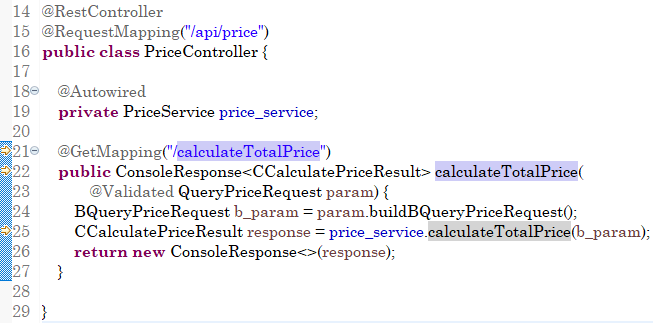 14 @RestController
15 @RequestMapping("/api/price")
16 public class PriceController {
17
18 @Autowired
19 private PriceService price_service;
20
21 @GetMapping("/calculateTotalPrice")
22 public ConsoleResponse<CCalculatePriceResult> calculateTotalPrice(
23 @Validated QueryPriceRequest param) {
24 BQueryPriceRequest b_param = param.buildBQueryPriceRequest();
25 CCalculatePriceResult response = price_service.calculateTotalPrice(b_param);
26 return new ConsoleResponse<>(response);
27 }
28
29 }